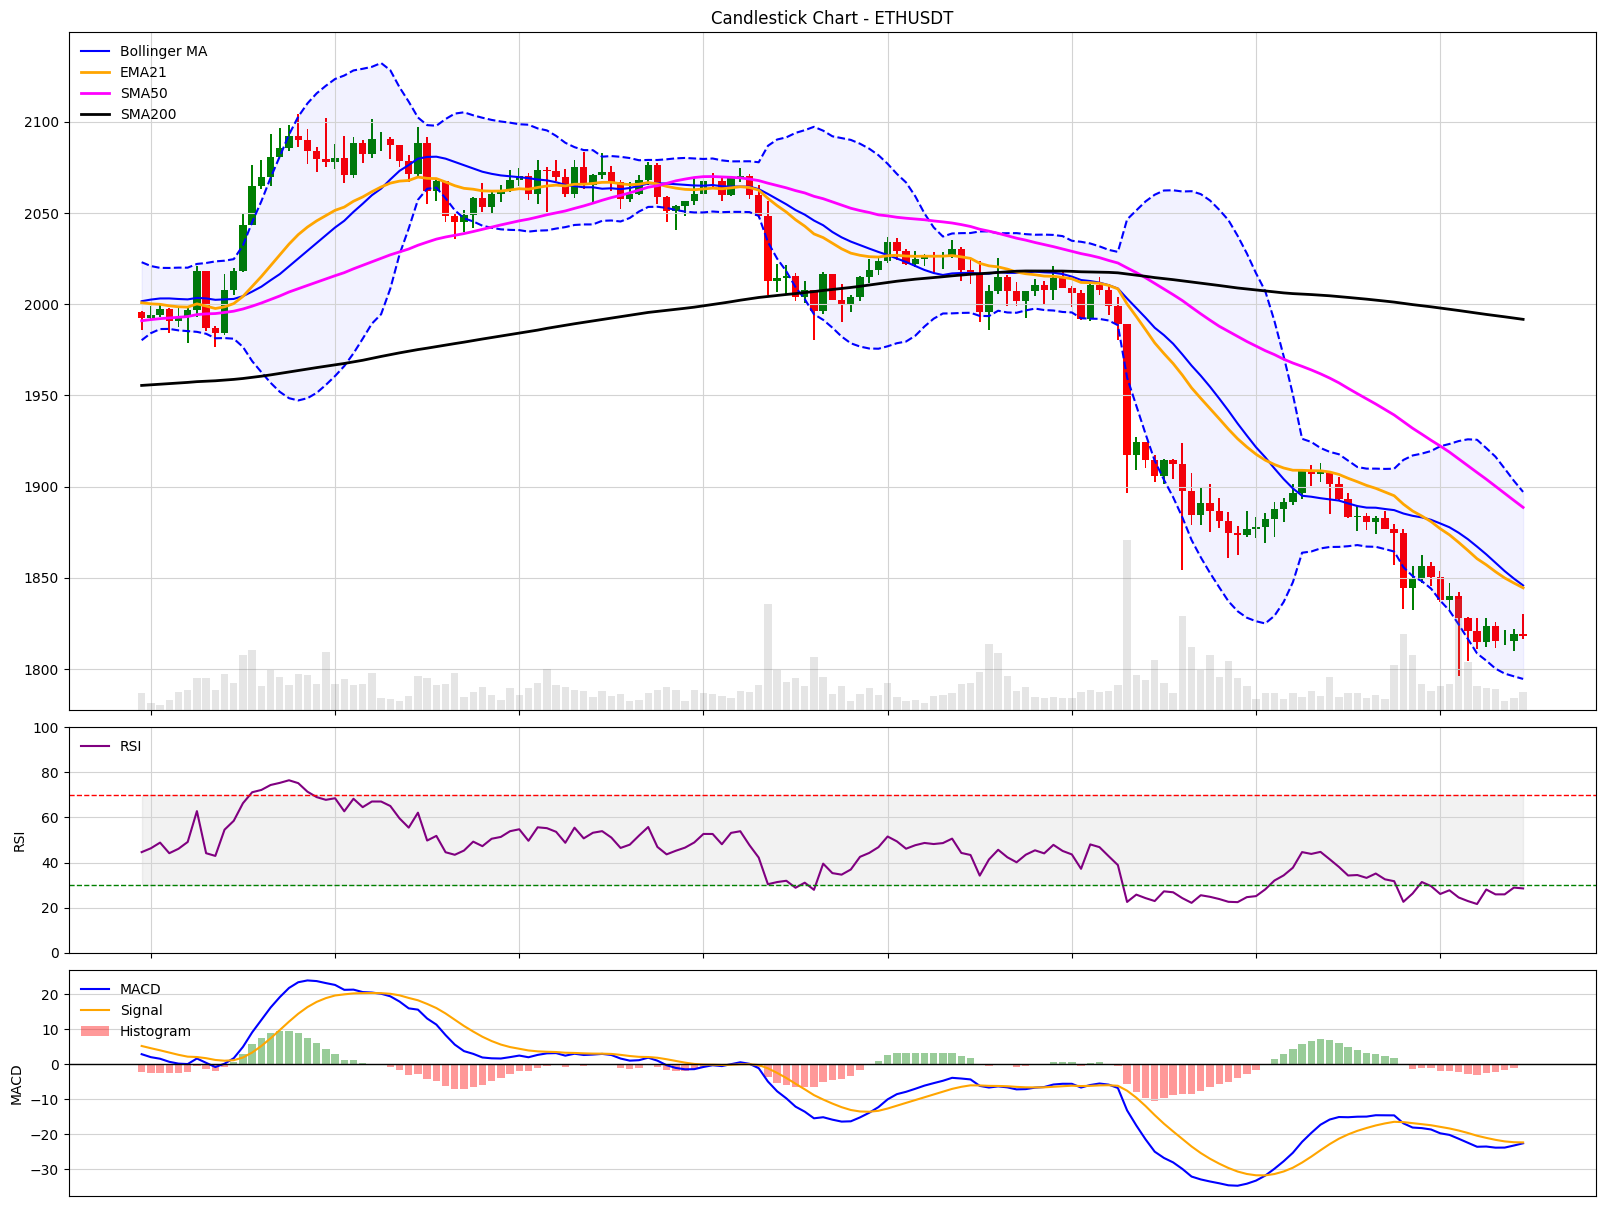 Candlestick Chart - ETHUSDT
Bollinger MA
EMA21
SMA50
SMA200
2100
2050
2000
1950
1900
1850
1800
RSI
100
80
60
40
20
0
RSI
MACD
Signal
Histogram
20
10
0
−10
−20
−30
MACD